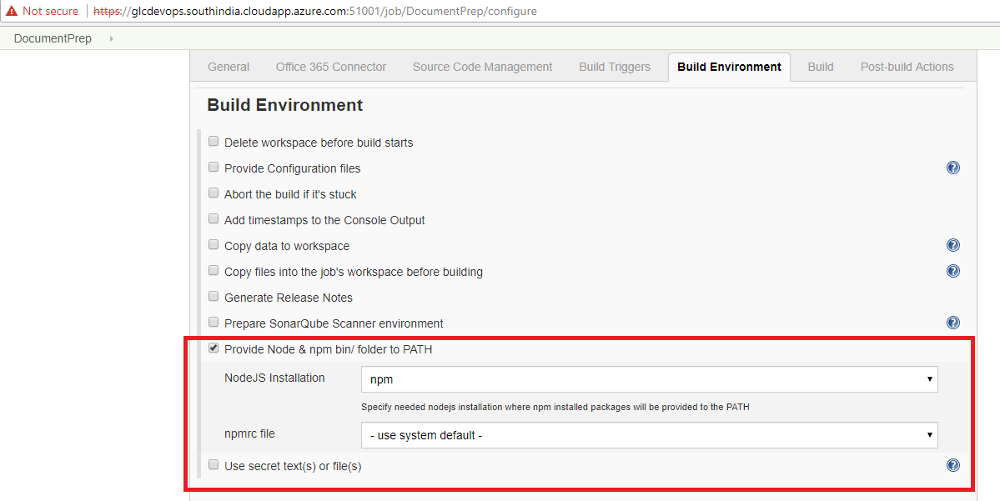 Not secure https://glcdevops.southindia.cloudapp.azure.com:51001/job/DocumentPrep/configure
DocumentPrep
General Office 365 Connector Source Code Management Build Triggers Build Environment Build Post-build Actions
Build Environment
Delete workspace before build starts
Provide Configuration files ?
Abort the build if it's stuck
Add timestamps to the Console Output
Copy data to workspace ?
Copy files into the job's workspace before building ?
Generate Release Notes
Prepare SonarQube Scanner environment ?
Provide Node & npm bin/ folder to PATH
NodeJS Installation npm
Specify needed nodejs installation where npm installed packages will be provided to the PATH
npmrc file - use system default -
Use secret text(s) or file(s) ?